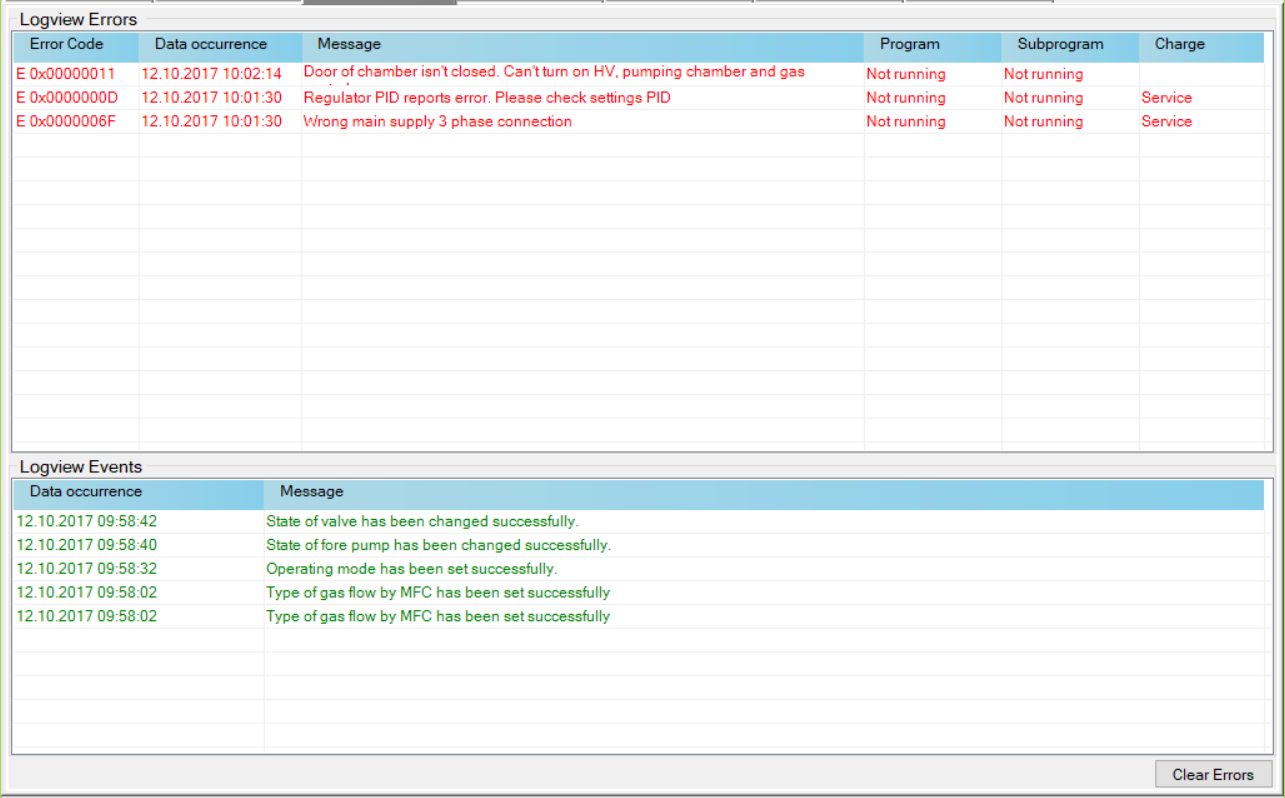 Logview Errors
Error Code Data occurrence Message Program Subprogram Charge
E 0x00000011 12.10.2017 10:02:14 Door of chamber isn't closed. Can't turn on HV, pumping chamber and gas Not running Not running
E 0x0000000D 12.10.2017 10:01:30 Regulator PID reports error. Please check settings PID Not running Not running Service
E 0x0000006F 12.10.2017 10:01:30 Wrong main supply 3 phase connection Not running Not running Service
Logview Events
Data occurrence Message
12.10.2017 09:58:42 State of valve has been changed successfully.
12.10.2017 09:58:40 State of fore pump has been changed successfully.
12.10.2017 09:58:32 Operating mode has been set successfully.
12.10.2017 09:58:02 Type of gas flow by MFC has been set successfully
12.10.2017 09:58:02 Type of gas flow by MFC has been set successfully
Clear Errors